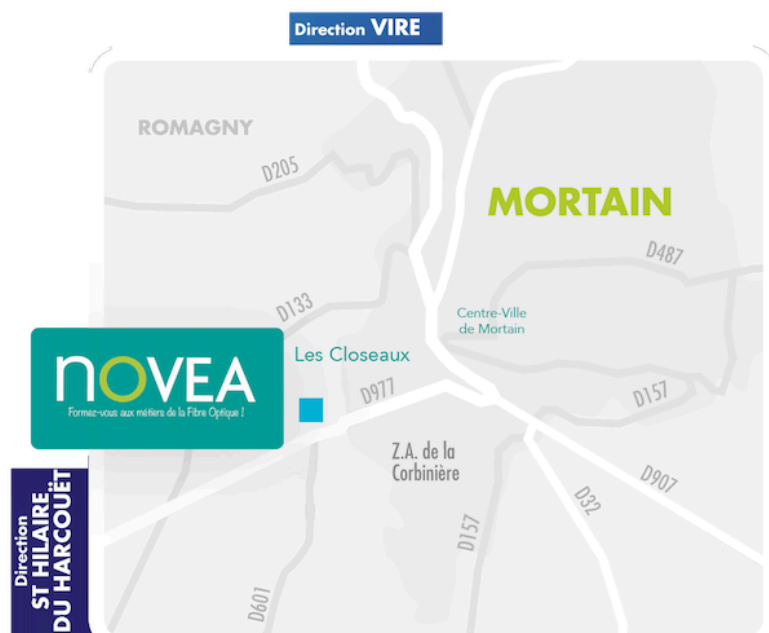 Direction VIRE
ROMAGNY
D205
MORTAIN
D487
D133
Centre-Ville
de Mortain
NOVEA
Formez-vous aux métiers de la Fibre Optique !
Les Closeaux
D977
D157
Z.A. de la
Corbinière
D907
D32
D157
D601
Direction
ST HILAIRE
DU HARCOUËT